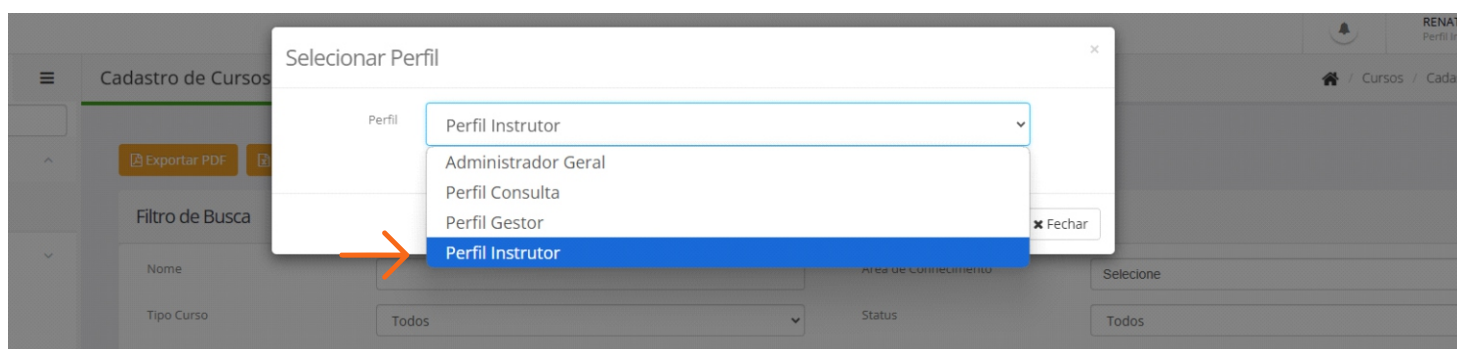 RENAT
Perfil In
Selecionar Perfil
×
Cadastro de Cursos
/ Cursos / Cada
Perfil
Perfil Instrutor
Administrador Geral
Perfil Consulta
Perfil Gestor
Perfil Instrutor
Exportar PDF
Filtro de Busca
Fechar
Nome
Área de Conhecimento
Selecione
Tipo Curso
Todos
Status
Todos